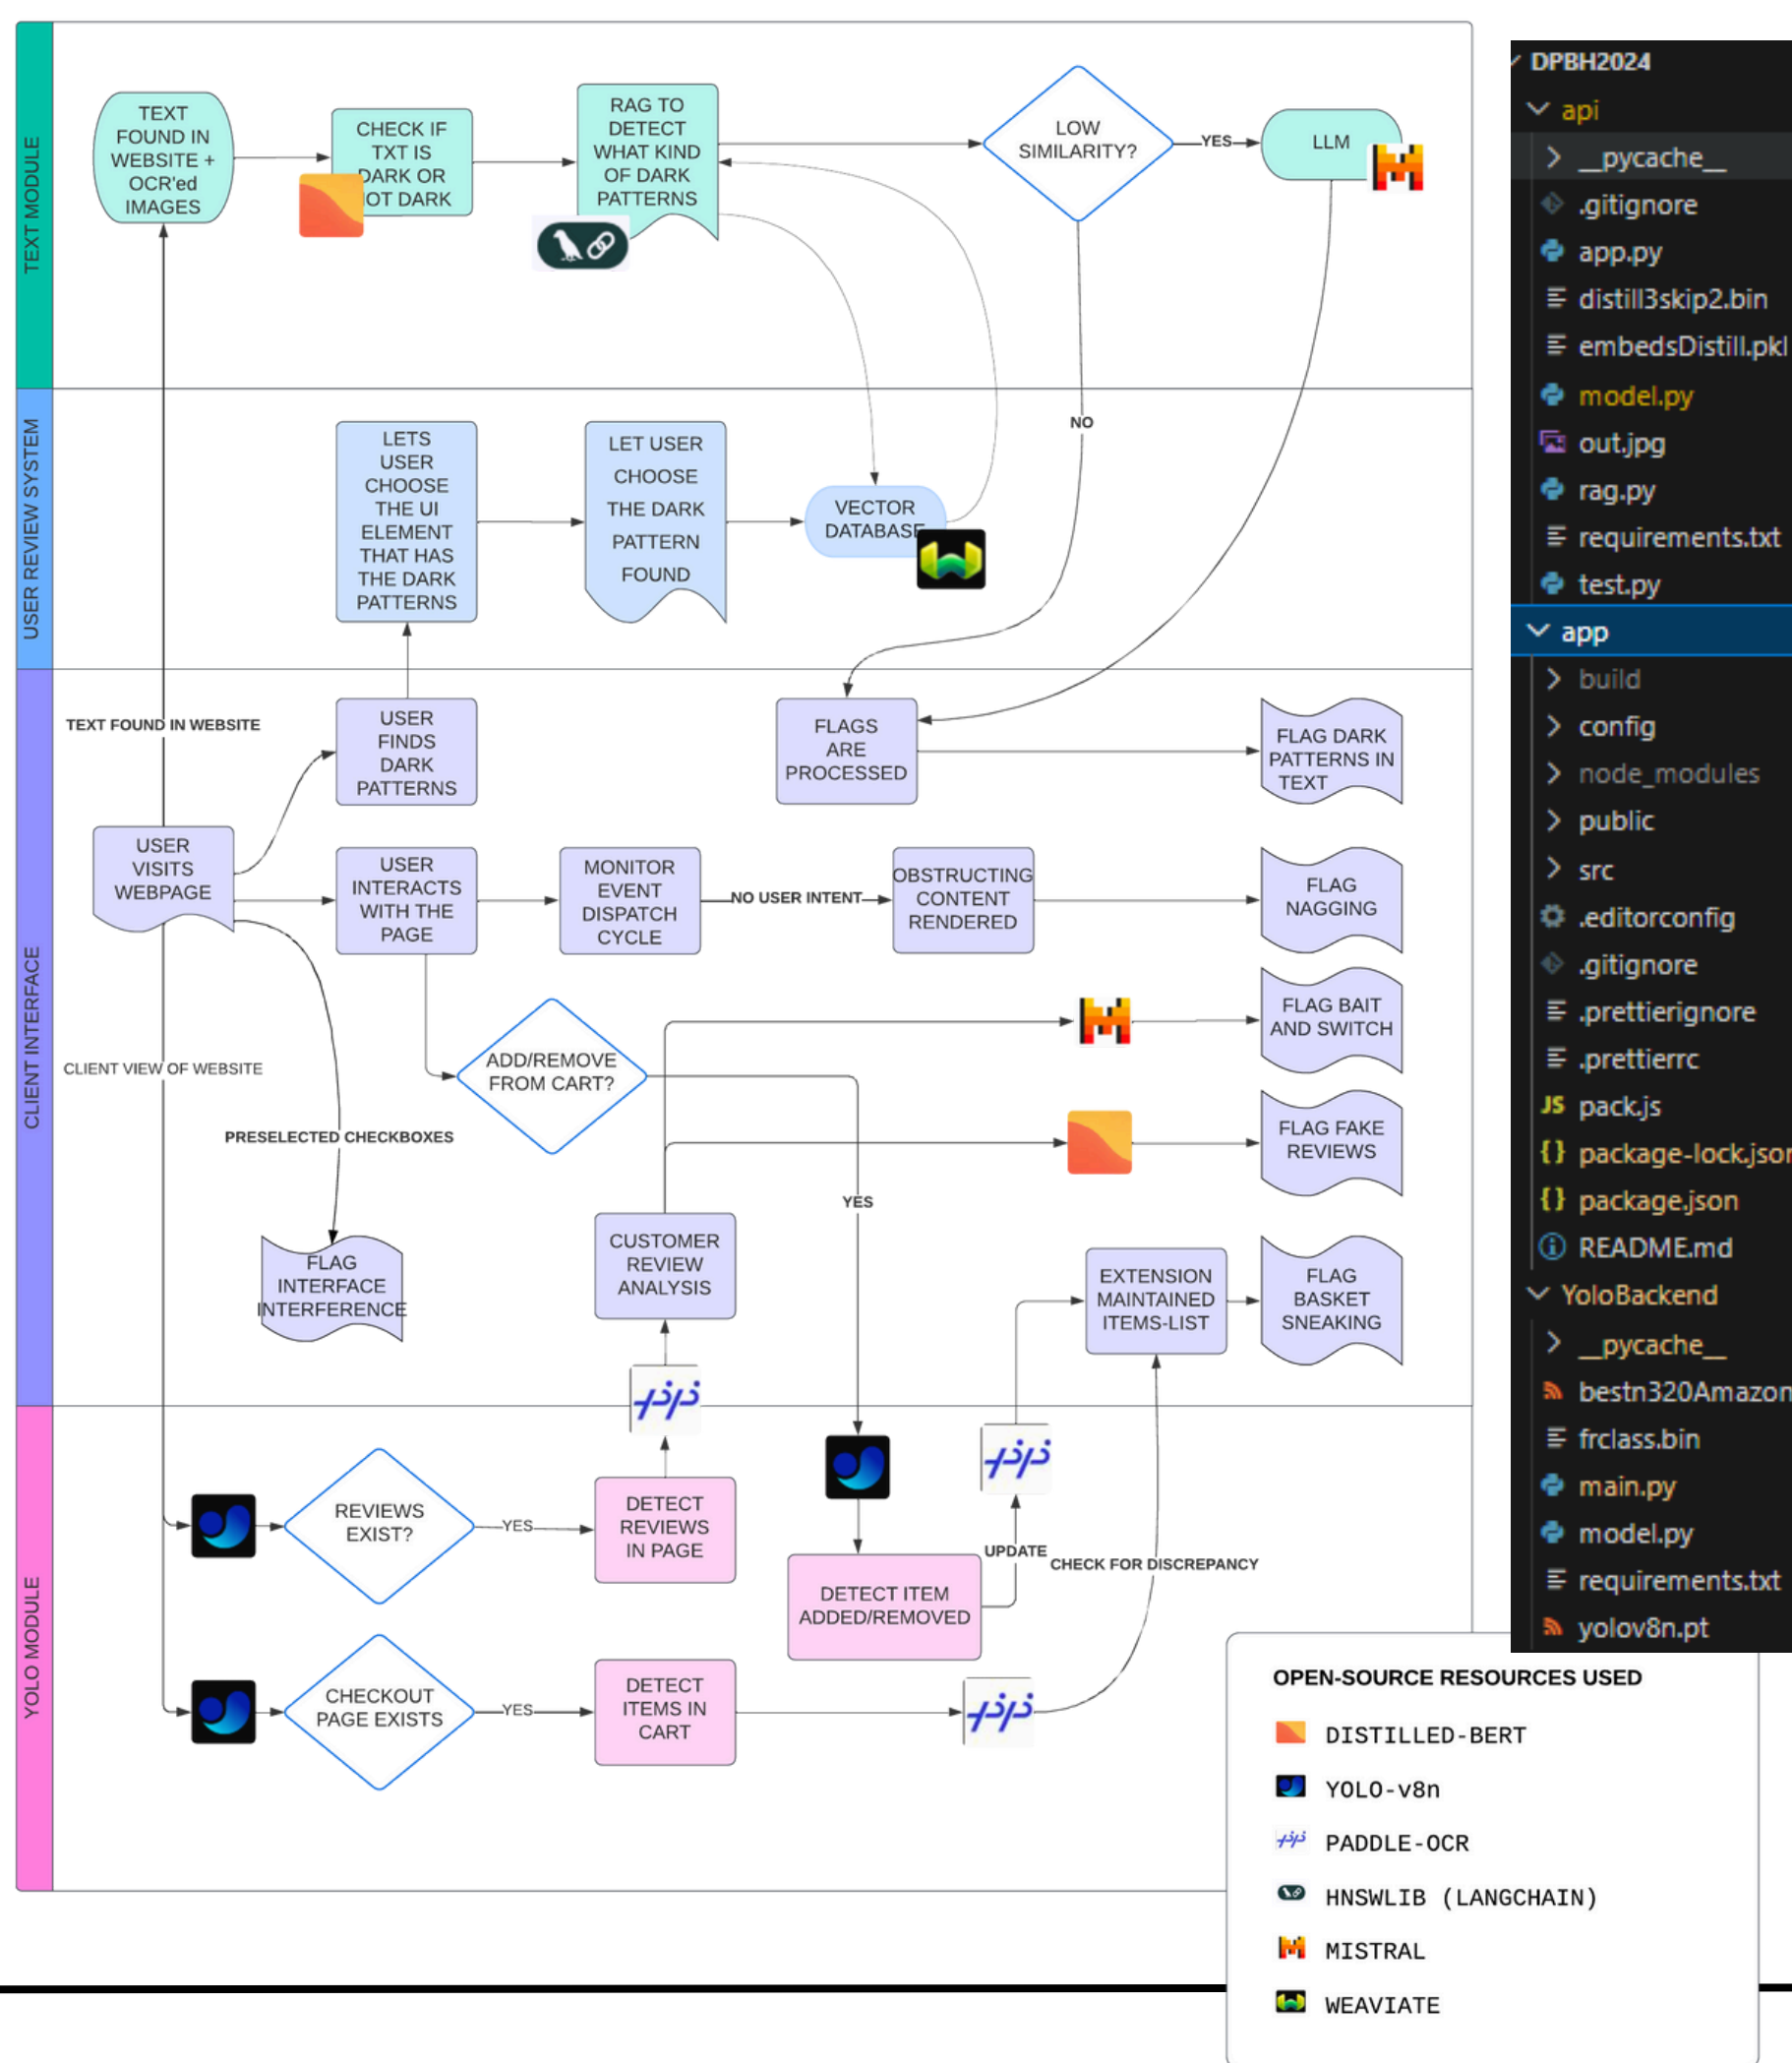 TEXT MODULE
TEXT
FOUND IN
WEBSITE +
OCR'ed
IMAGES
CHECK IF
TXT IS
DARK OR
OT DARK
RAG TO
DETECT
WHAT KIND
OF DARK
PATTERNS
LOW
SIMILARITY?
YES
LLM
NO
USER REVIEW SYSTEM
LETS
USER
CHOOSE
THE UI
ELEMENT
THAT HAS
THE DARK
PATTERNS
LET USER
CHOOSE
THE DARK
PATTERN
FOUND
VECTOR
DATABASE
CLIENT INTERFACE
TEXT FOUND IN WEBSITE
USER
FINDS
DARK
PATTERNS
FLAGS
ARE
PROCESSED
FLAG DARK
PATTERNS IN
TEXT
USER
VISITS
WEBPAGE
USER
INTERACTS
WITH THE
PAGE
MONITOR
EVENT
DISPATCH
CYCLE
NO USER INTENT
OBSTRUCTING
CONTENT
RENDERED
FLAG
NAGGING
CLIENT VIEW OF WEBSITE
ADD/REMOVE
FROM CART?
FLAG BAIT
AND SWITCH
PRESELECTED CHECKBOXES
FLAG FAKE
REVIEWS
YES
FLAG
INTERFACE
INTERFERENCE
CUSTOMER
REVIEW
ANALYSIS
EXTENSION
MAINTAINED
ITEMS-LIST
FLAG
BASKET
SNEAKING
YOLO MODULE
REVIEWS
EXIST?
YES
DETECT
REVIEWS
IN PAGE
DETECT ITEM
ADDED/REMOVED
UPDATE
CHECK FOR DISCREPANCY
CHECKOUT
PAGE EXISTS
YES
DETECT
ITEMS IN
CART
DPBH2024
api
__pycache__
.gitignore
app.py
distill3skip2.bin
embedsDistill.pkl
model.py
out.jpg
rag.py
requirements.txt
test.py
app
build
config
node_modules
public
src
.editorconfig
.gitignore
.prettierignore
.prettierrc
JS pack.js
{} package-lock.json
{} package.json
README.md
YoloBackend
__pycache__
bestn320Amazon
frclass.bin
main.py
model.py
requirements.txt
yolov8n.pt
OPEN-SOURCE RESOURCES USED
DISTILLED-BERT
YOLO-v8n
PADDLE-OCR
HNSWLIB (LANGCHAIN)
MISTRAL
WEAVIATE